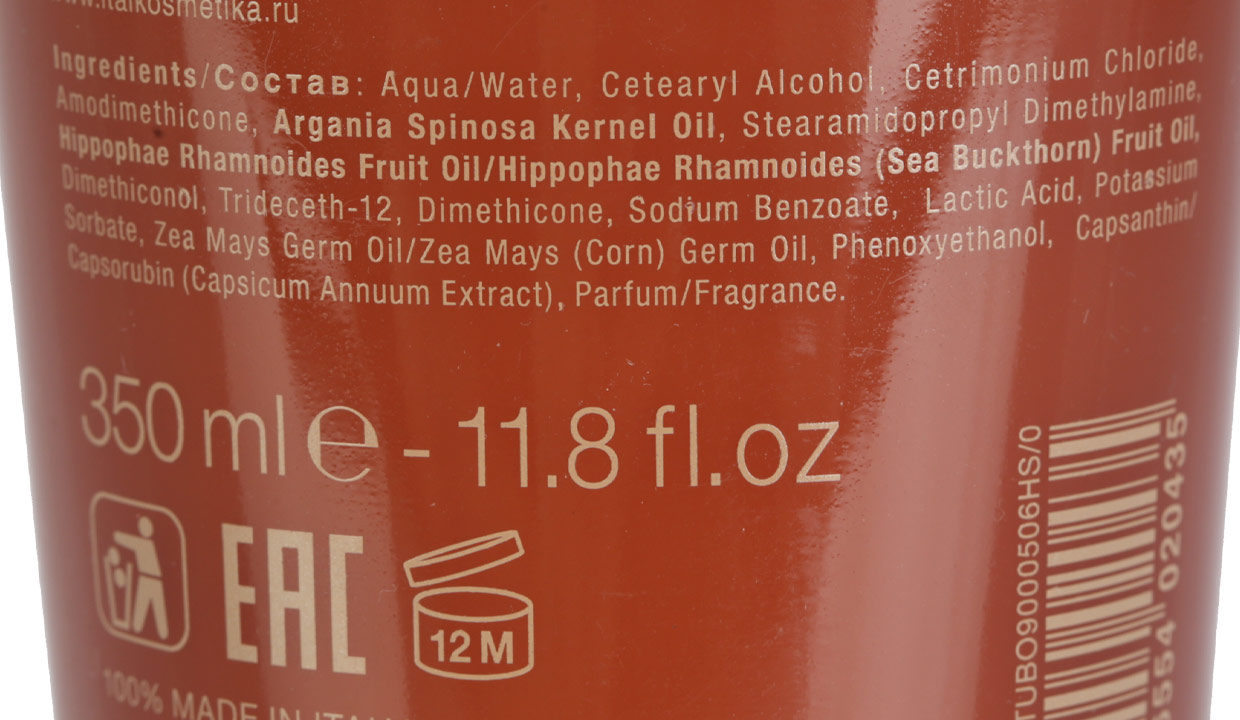 www.italkosmetika.ru
Ingredients/Состав: Aqua/Water, Cetearyl Alcohol, Cetrimonium Chloride,
Amodimethicone, Argania Spinosa Kernel Oil, Stearamidopropyl Dimethylamine,
Hippophae Rhamnoides Fruit Oil/Hippophae Rhamnoides (Sea Buckthorn) Fruit Oil,
Dimethiconol, Trideceth-12, Dimethicone, Sodium Benzoate, Lactic Acid, Potassium
Sorbate, Zea Mays Germ Oil/Zea Mays (Corn) Germ Oil, Phenoxyethanol, Capsanthin/
Capsorubin (Capsicum Annuum Extract), Parfum/Fragrance.
350 ml e - 11.8 fl.oz
EAC
12 M
100% MADE IN
TUBO9000506HS/0
554 020435